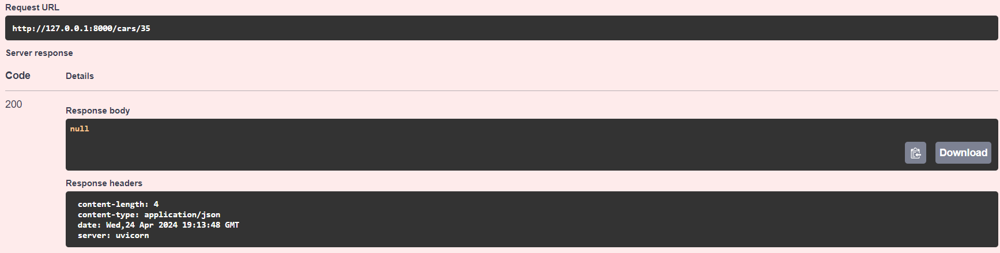 Request URL
http://127.0.0.1:8000/cars/35
Server response
Code Details
200
Response body
null
Download
Response headers
content-length: 4
content-type: application/json
date: Wed,24 Apr 2024 19:13:48 GMT
server: uvicorn